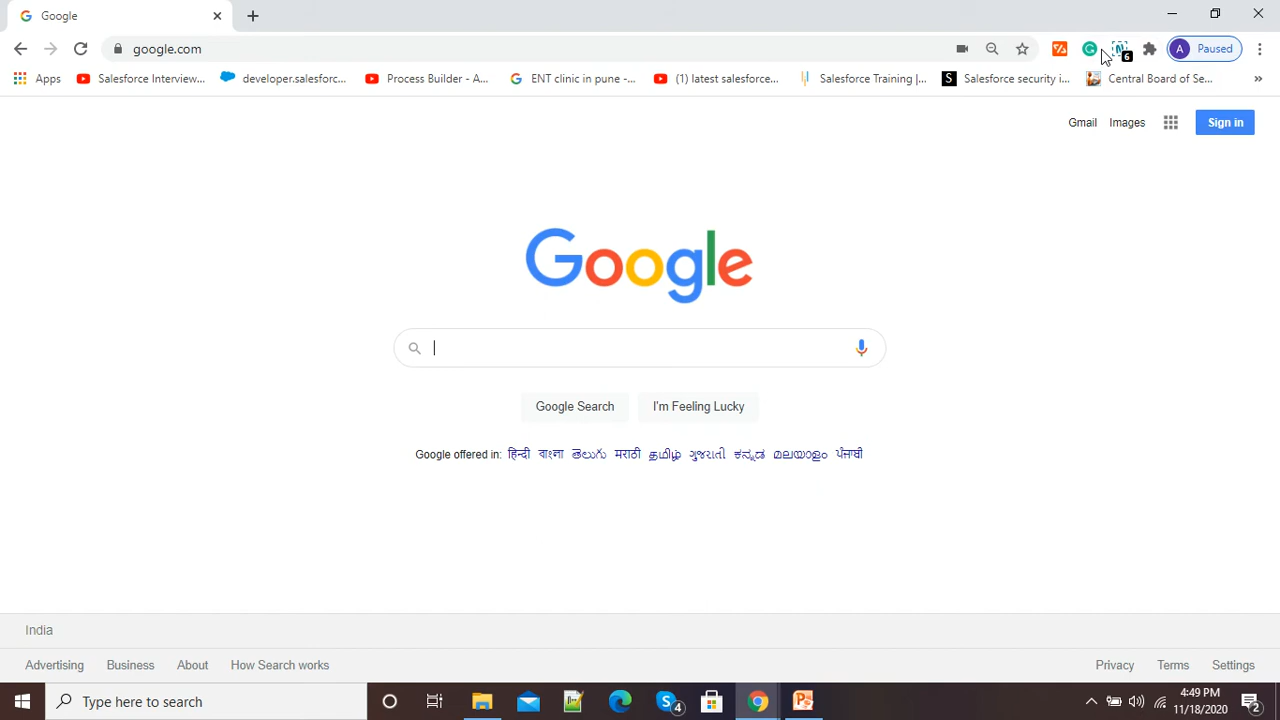 Google
google.com
A Paused
6
Apps Salesforce Interview... developer.salesforc... Process Builder - A... ENT clinic in pune -... (1) latest salesforce... Salesforce Training |... S Salesforce security i... Central Board of Se... »
Gmail Images Sign in
Google
Google Search I'm Feeling Lucky
Google offered in: हिन्दी বাংলা తెలుగు मराठी தமிழ் ગુજરાતી ಕನ್ನಡ മലയാളം ਪੰਜਾਬੀ
India
Advertising Business About How Search works Privacy Terms Settings
Type here to search 4 4:49 PM
11/18/2020 2